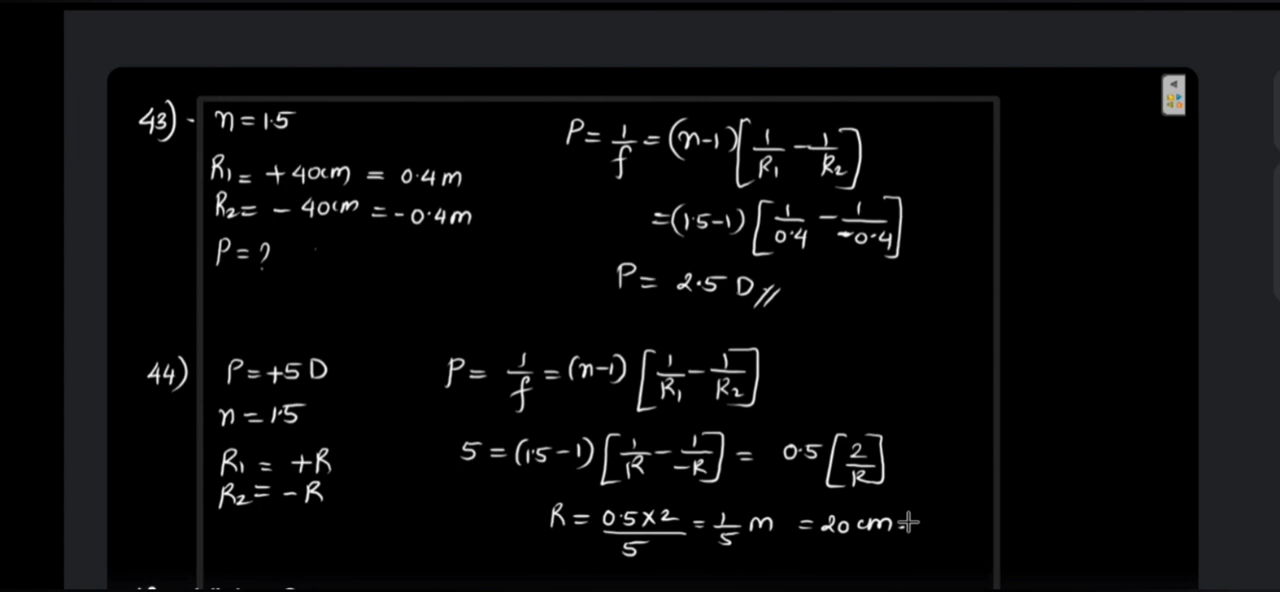 43) - n = 1.5
R₁ = + 40cm = 0.4 m
R₂ = - 40cm = - 0.4 m
P = ?
P = 1/f = (n-1)[1/R₁ - 1/R₂]
= (1.5-1)[1/0.4 - 1/-0.4]
P = 2.5 D //
44) P = +5 D
n = 1.5
R₁ = +R
R₂ = - R
P = 1/f = (n-1)[1/R₁ - 1/R₂]
5 = (1.5-1)[1/R - 1/-R] = 0.5[2/R]
R = 0.5×2/5 = 1/5 m = 20 cm